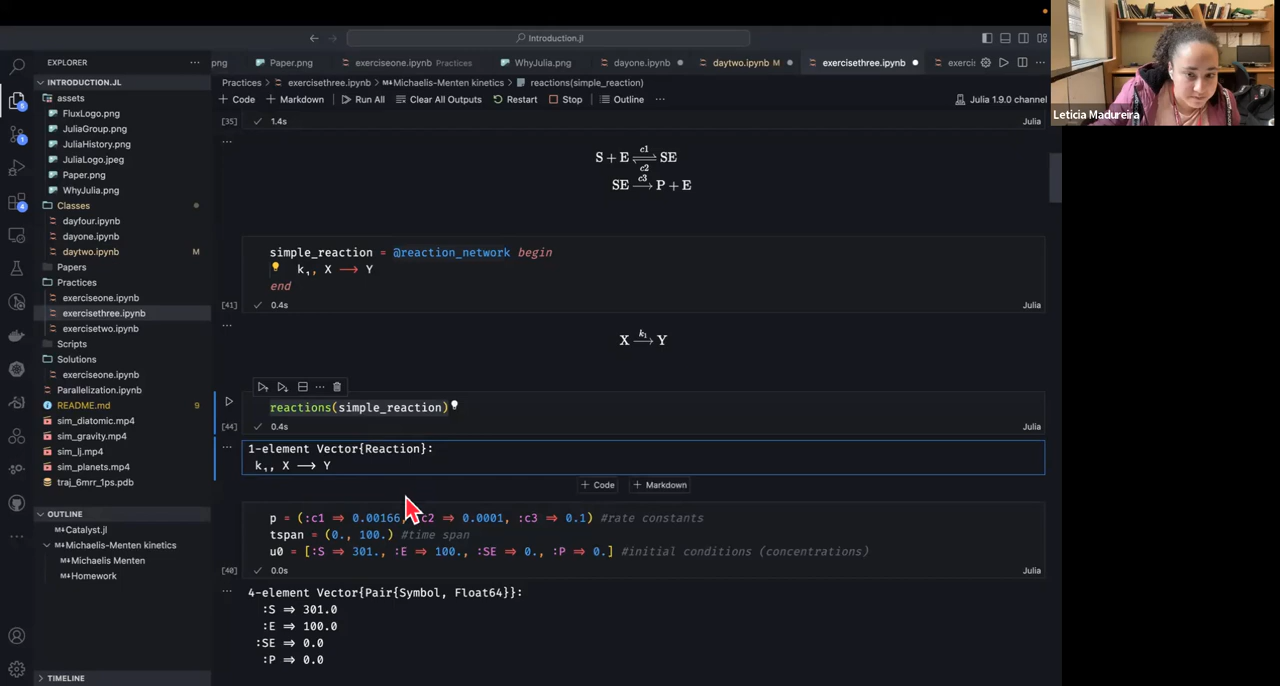 Introduction.jl
EXPLORER
png
Paper.png
exerciseone.ipynb Practices
WhyJulia.png
dayone.ipynb
daytwo.ipynb M
exercisethree.ipynb
exercis
INTRODUCTION.JL
Practices > exercisethree.ipynb > Michaelis-Menten kinetics > reactions(simple_reaction)
+ Code + Markdown Run All Clear All Outputs Restart Stop Outline ... Julia 1.9.0 channel
Leticia Madureira
assets
FluxLogo.png
JuliaGroup.png
JuliaHistory.png
JuliaLogo.jpeg
Paper.png
WhyJulia.png
Classes
dayfour.ipynb
dayone.ipynb
daytwo.ipynb M
Papers
Practices
exerciseone.ipynb
exercisethree.ipynb
exercisetwo.ipynb
Scripts
Solutions
exerciseone.ipynb
Parallelization.ipynb
README.md 9
sim_diatomic.mp4
sim_gravity.mp4
sim_lj.mp4
sim_planets.mp4
traj_6mrr_1ps.pdb
OUTLINE
Catalyst.jl
Michaelis-Menten kinetics
Michaelis Menten
Homework
TIMELINE
5
1
4
[35] 1.4s Julia
c1
S + E ⇌ SE
c2
c3
SE ⟶ P + E
simple_reaction = @reaction_network begin
k₁, X ⟶ Y
end
[41] 0.4s Julia
k₁
X ⟶ Y
reactions(simple_reaction)
[44] 0.4s Julia
1-element Vector{Reaction}:
k₁, X ⟶ Y
+ Code + Markdown
p = (:c1 => 0.00166, :c2 => 0.0001, :c3 => 0.1) #rate constants
tspan = (0., 100.) #time span
u0 = [:S => 301., :E => 100., :SE => 0., :P => 0.] #initial conditions (concentrations)
[40] 0.0s Julia
4-element Vector{Pair{Symbol, Float64}}:
:S => 301.0
:E => 100.0
:SE => 0.0
:P => 0.0